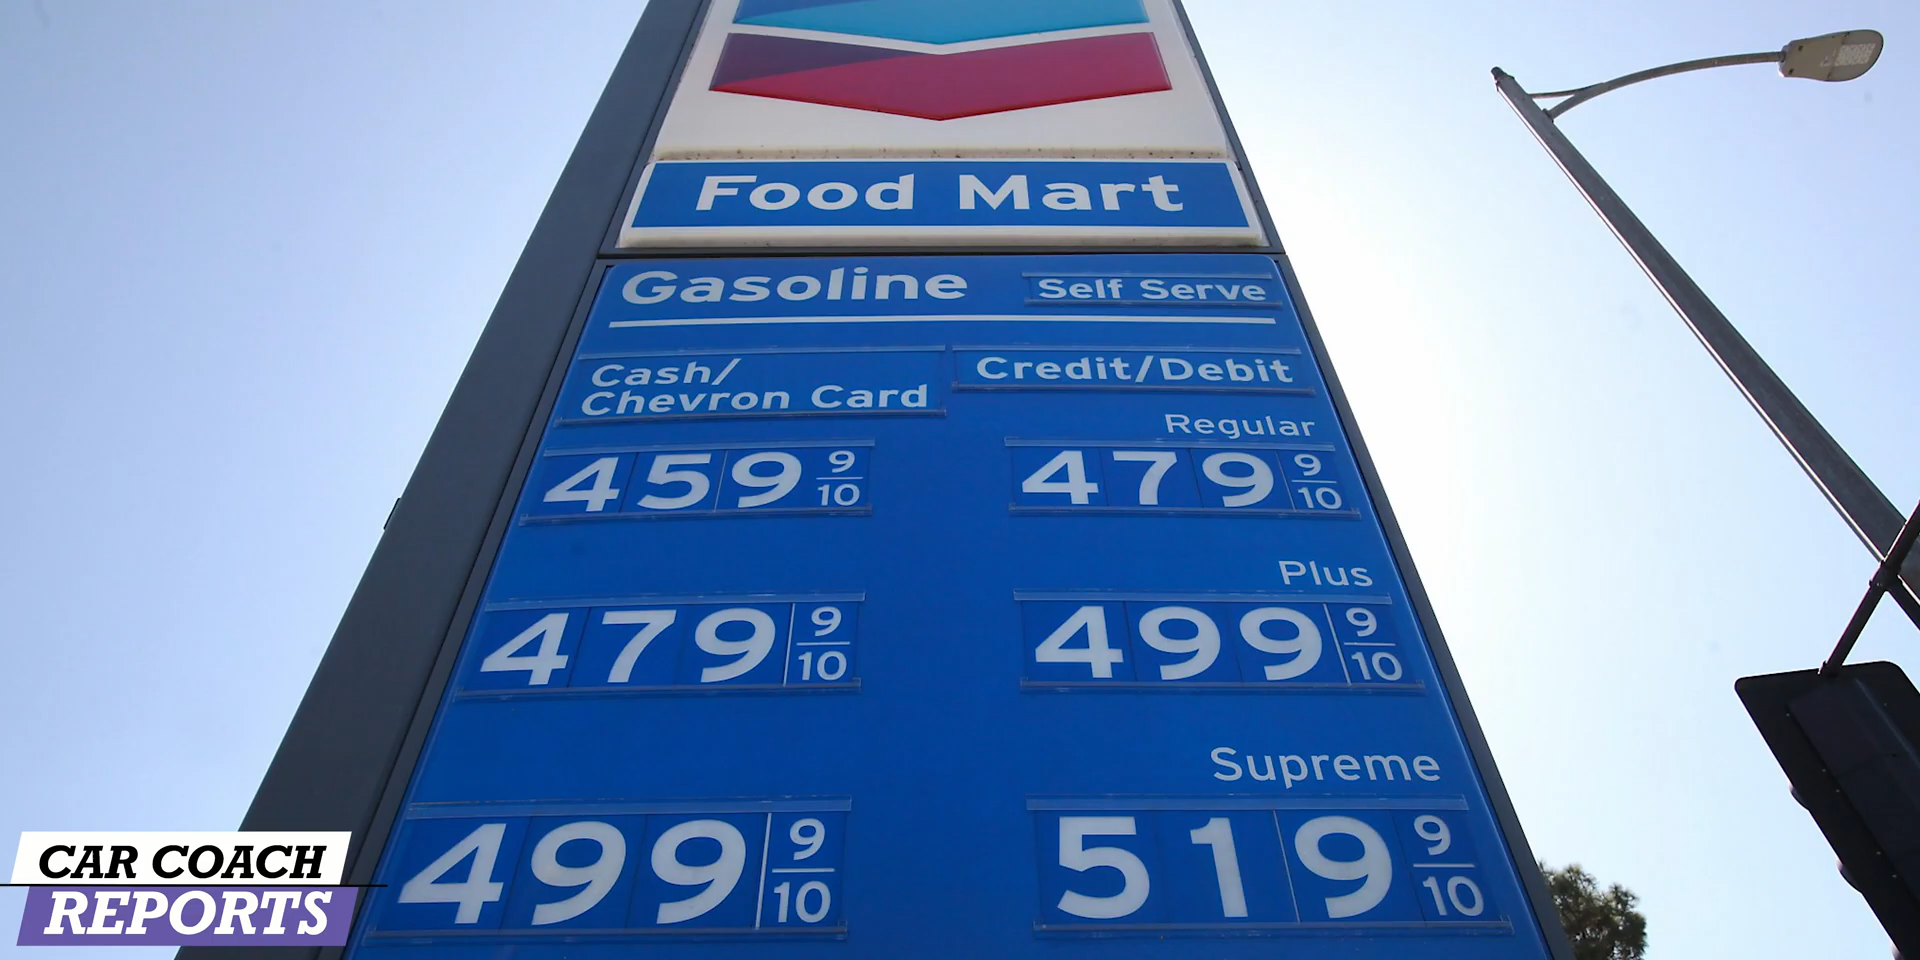 Food Mart
Gasoline Self Serve
Cash/
Chevron Card
Credit/Debit
Regular
459 9/10 479 9/10
Plus
479 9/10 499 9/10
Supreme
499 9/10 519 9/10
CAR COACH
REPORTS